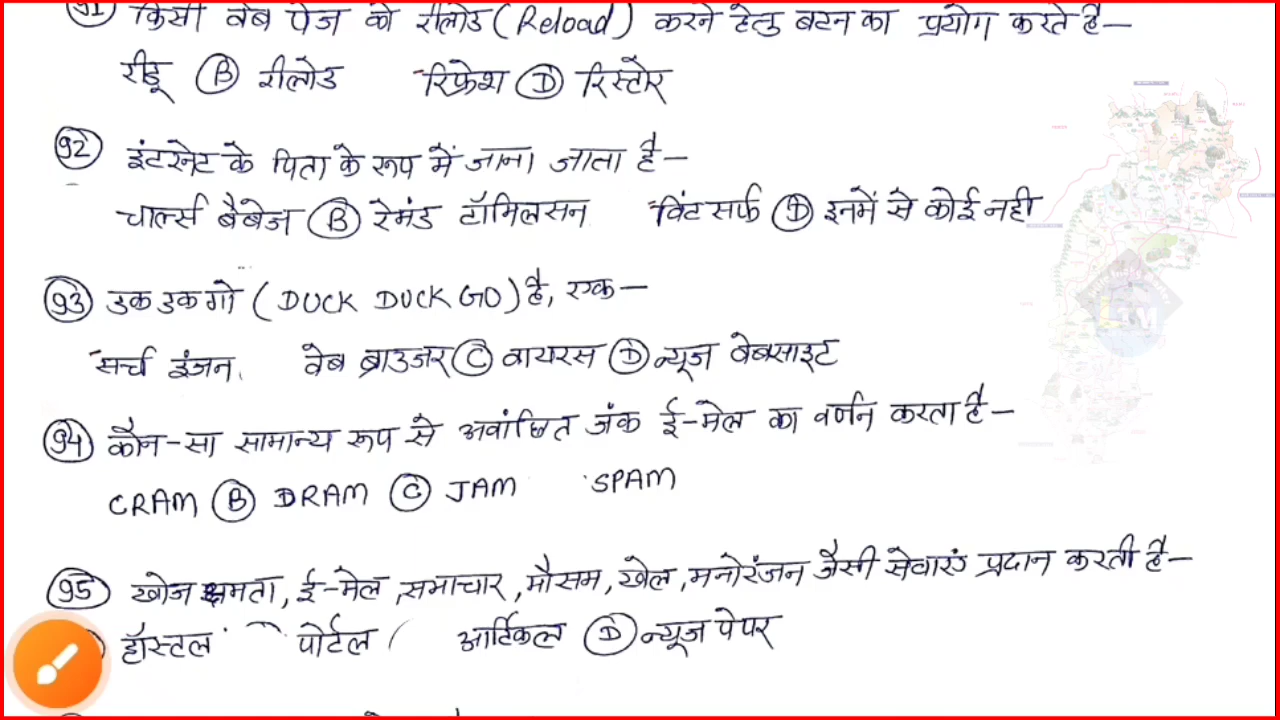 91 किसी वेब पेज को रीलोड (Reload) करने हेतु बटन का प्रयोग करते है—
रीडू (B) रीलोड रिफ्रेश (D) रिस्टोर
92 इंटरनेट के पिता के रूप में जाना जाता है—
चार्ल्स बैबेज (B) रेमंड टॉमिलसन विंटसर्फ (D) इनमें से कोई नही
93 डक डक गो (DUCK DUCK GO) है, एक—
सर्च इंजन. वेब ब्राउजर (C) वायरस (D) न्यूज वेबसाइट
94 कौन-सा सामान्य रूप से अवांछित जंक ई-मेल का वर्णन करता है—
CRAM (B) DRAM (C) JAM SPAM
95 खोज क्षमता, ई-मेल, समाचार, मौसम, खेल, मनोरंजन जैसी सेवाएं प्रदान करती है—
हॉस्टल पोर्टल आर्टिकल (D) न्यूज पेपर